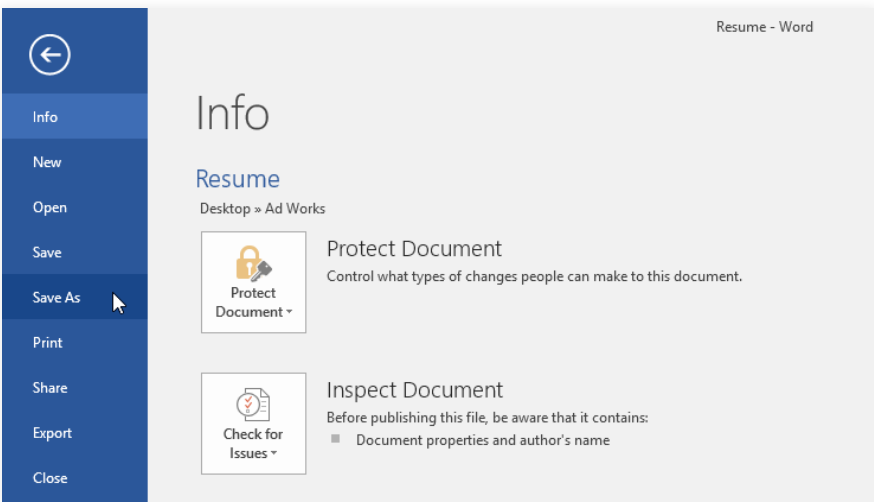 Resume - Word
Info
New
Open
Save
Save As
Print
Share
Export
Close
Info
Resume
Desktop » Ad Works
Protect
Document
Protect Document
Control what types of changes people can make to this document.
Check for
Issues
Inspect Document
Before publishing this file, be aware that it contains:
Document properties and author's name